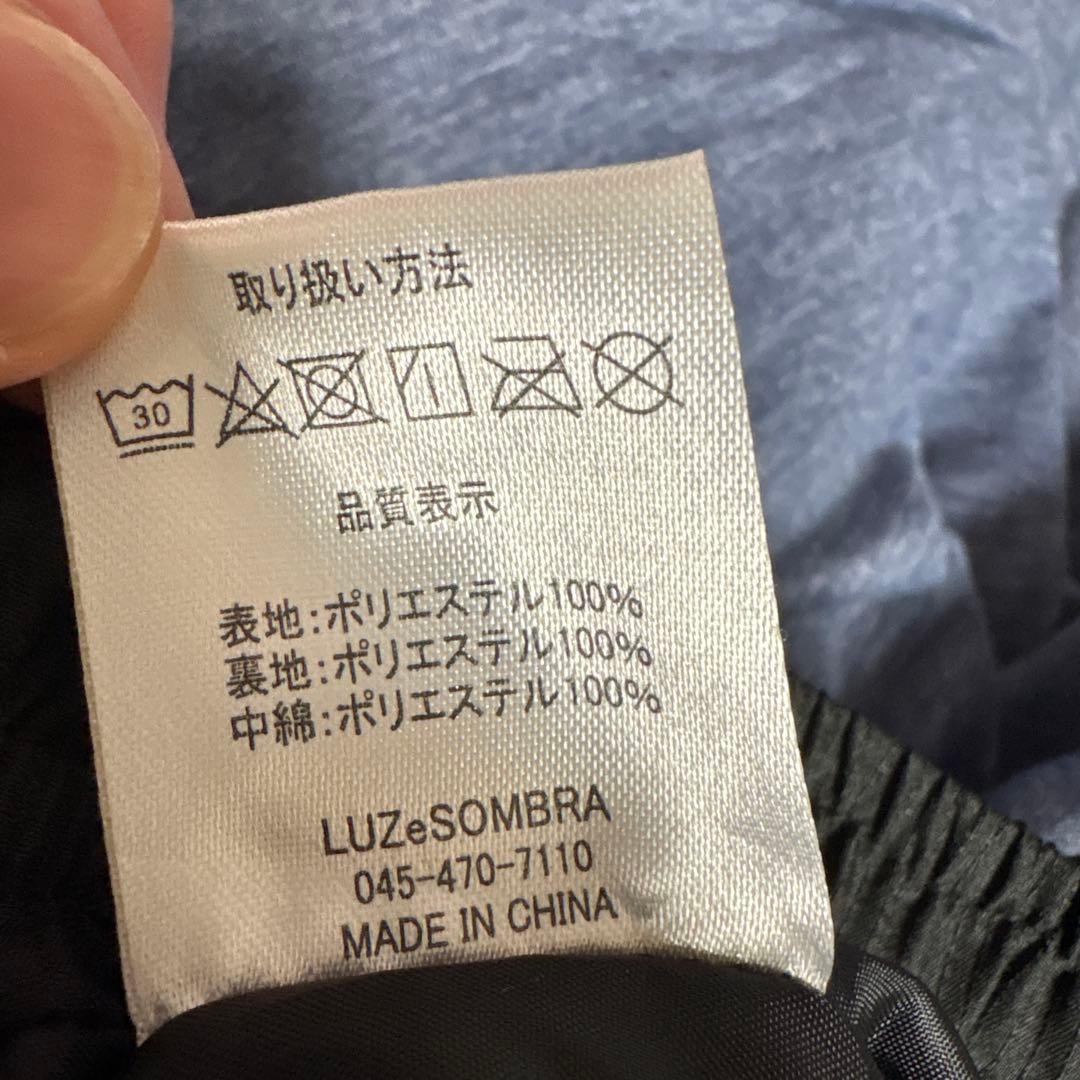 取り扱い方法
30
品質表示
表地:ポリエステル100%
裏地:ポリエステル100%
中綿:ポリエステル100%
LUZeSOMBRA
045-470-7110
MADE IN CHINA